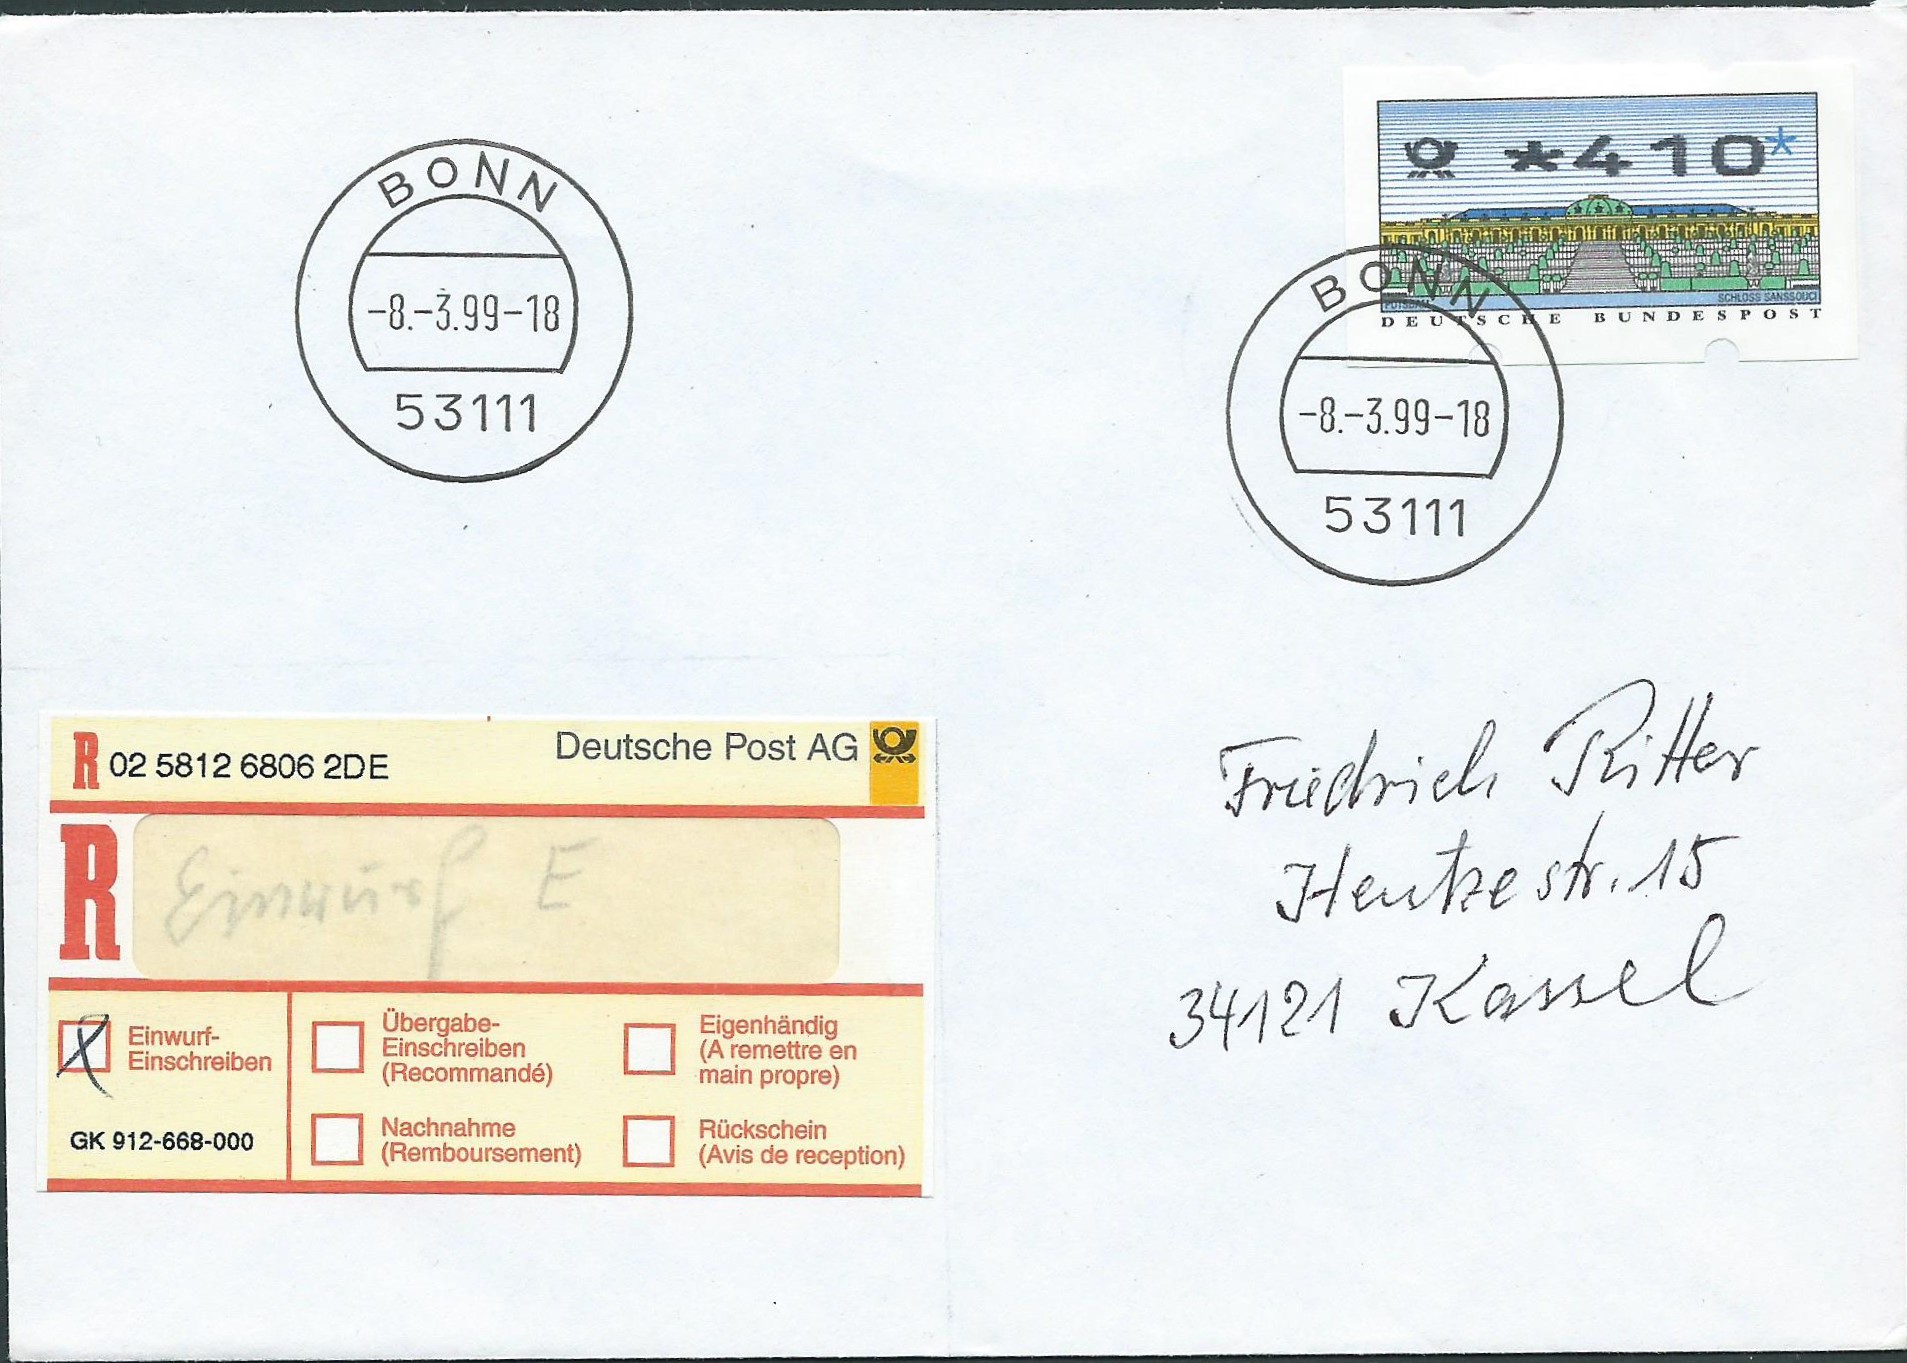 BONN
-8.-3.99-18
53111
*410*
POTSDAM
SCHLOSS SANSSOUCI
DEUTSCHE BUNDESPOST
BONN
-8.-3.99-18
53111
R 02 5812 6806 2DE
Deutsche Post AG
R
Einwurf E
Einwurf-
Einschreiben
GK 912-668-000
Übergabe-
Einschreiben
(Recommandé)
Nachnahme
(Remboursement)
Eigenhändig
(A remettre en
main propre)
Rückschein
(Avis de reception)
Friedrich Ritter
Hentzestr. 15
34121 Kassel